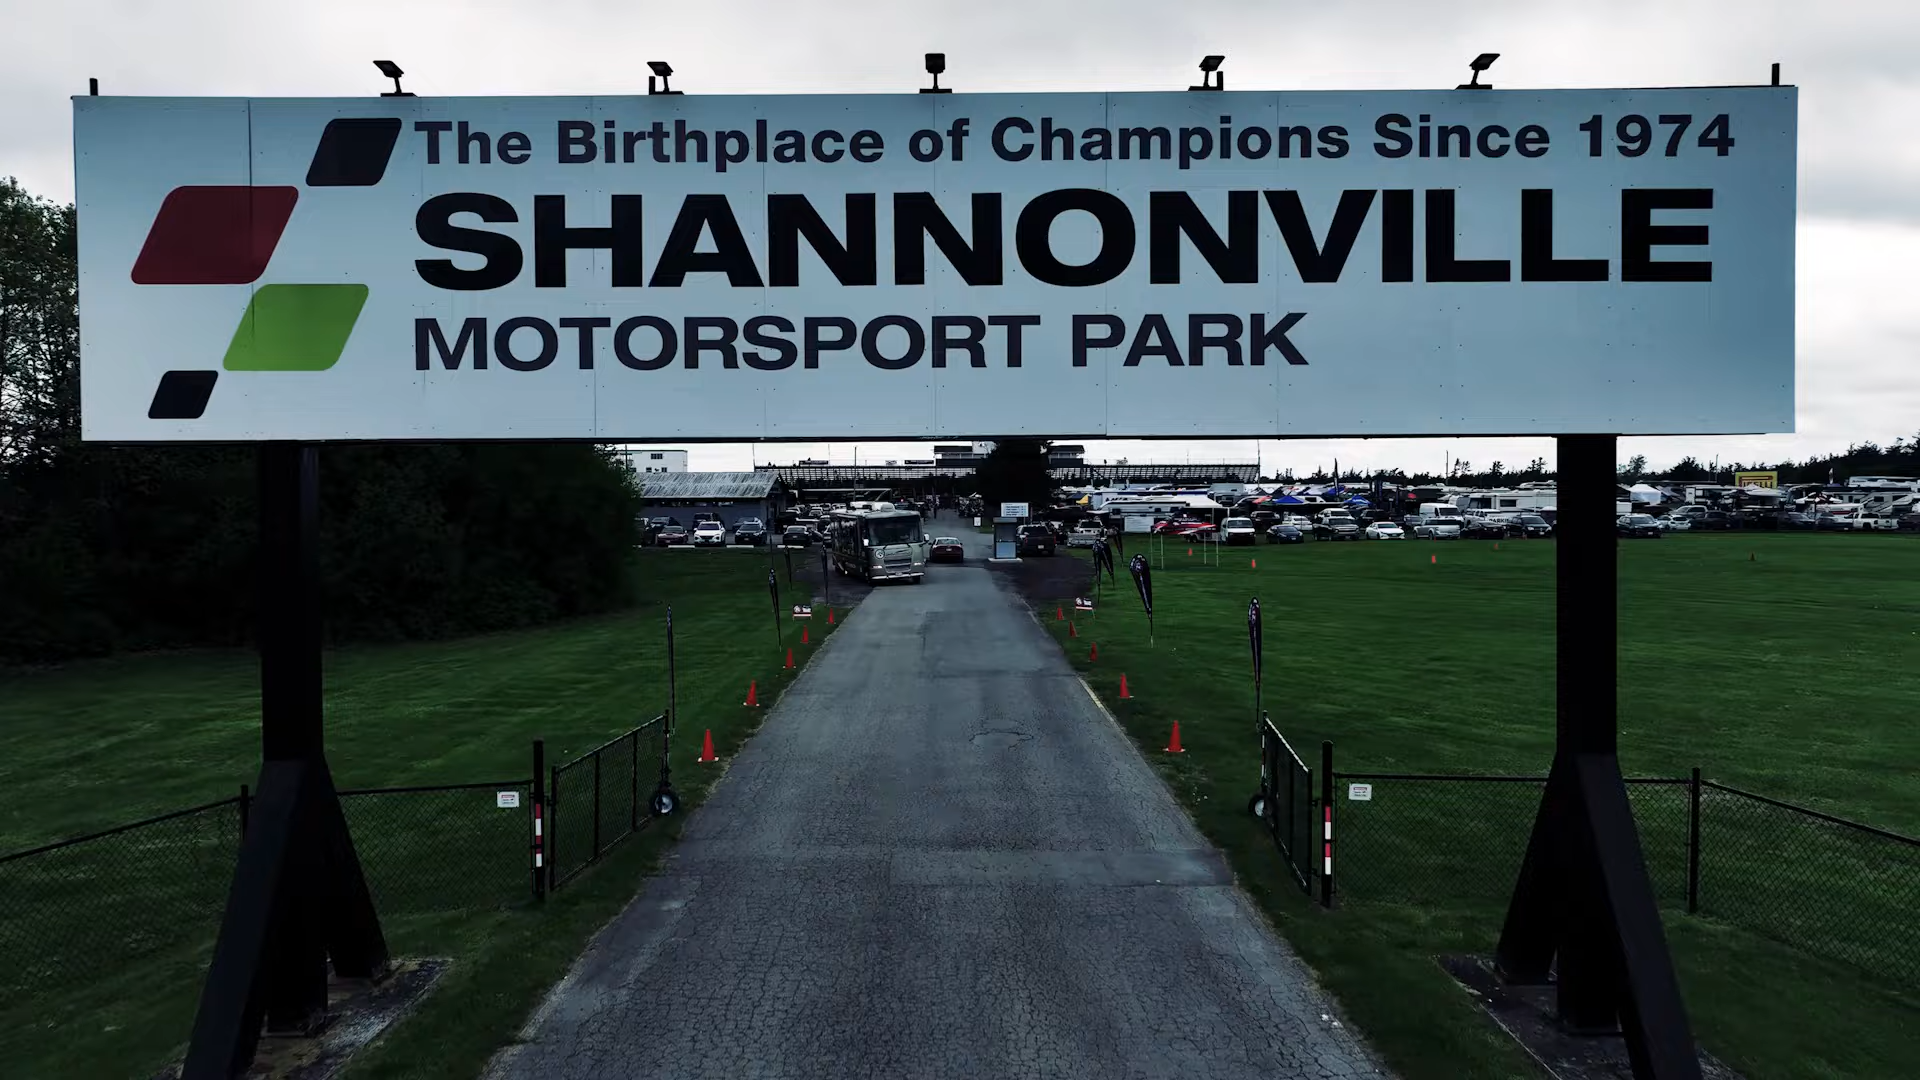 The Birthplace of Champions Since 1974
SHANNONVILLE
MOTORSPORT PARK